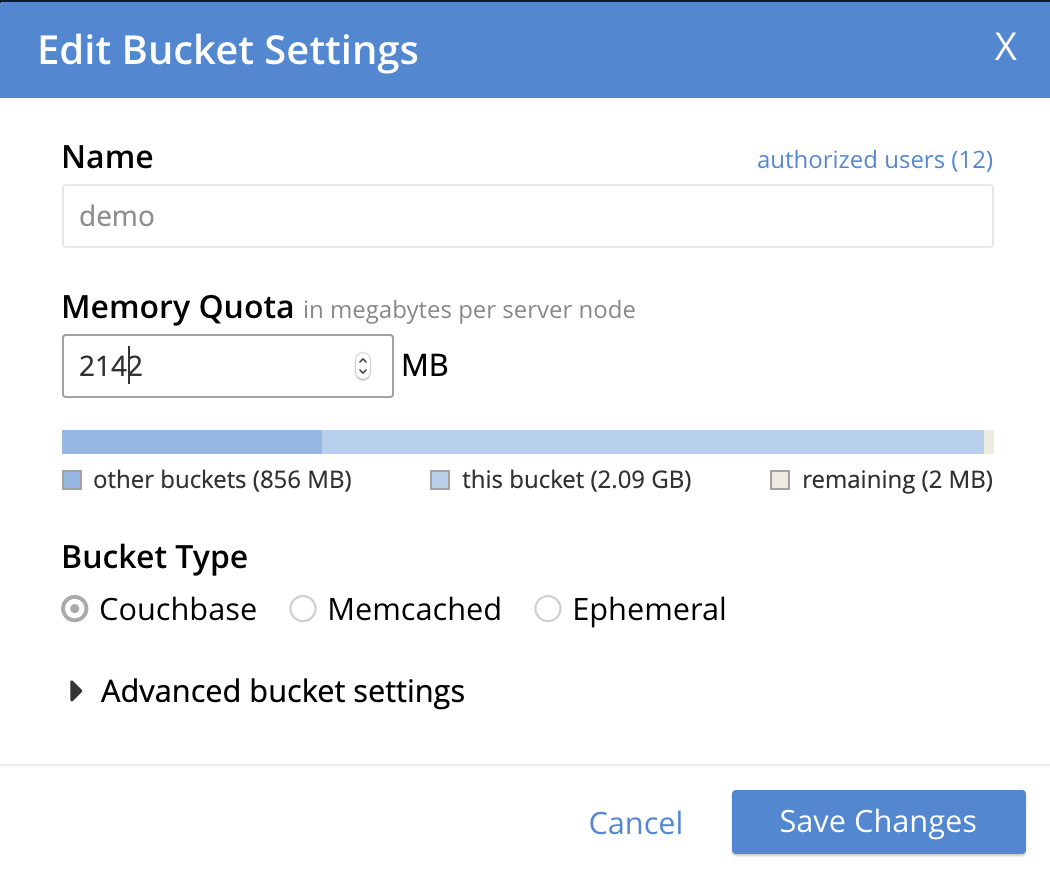 Edit Bucket Settings X
Name authorized users (12)
demo
Memory Quota in megabytes per server node
2142 MB
other buckets (856 MB) this bucket (2.09 GB) remaining (2 MB)
Bucket Type
Couchbase Memcached Ephemeral
Advanced bucket settings
Cancel Save Changes